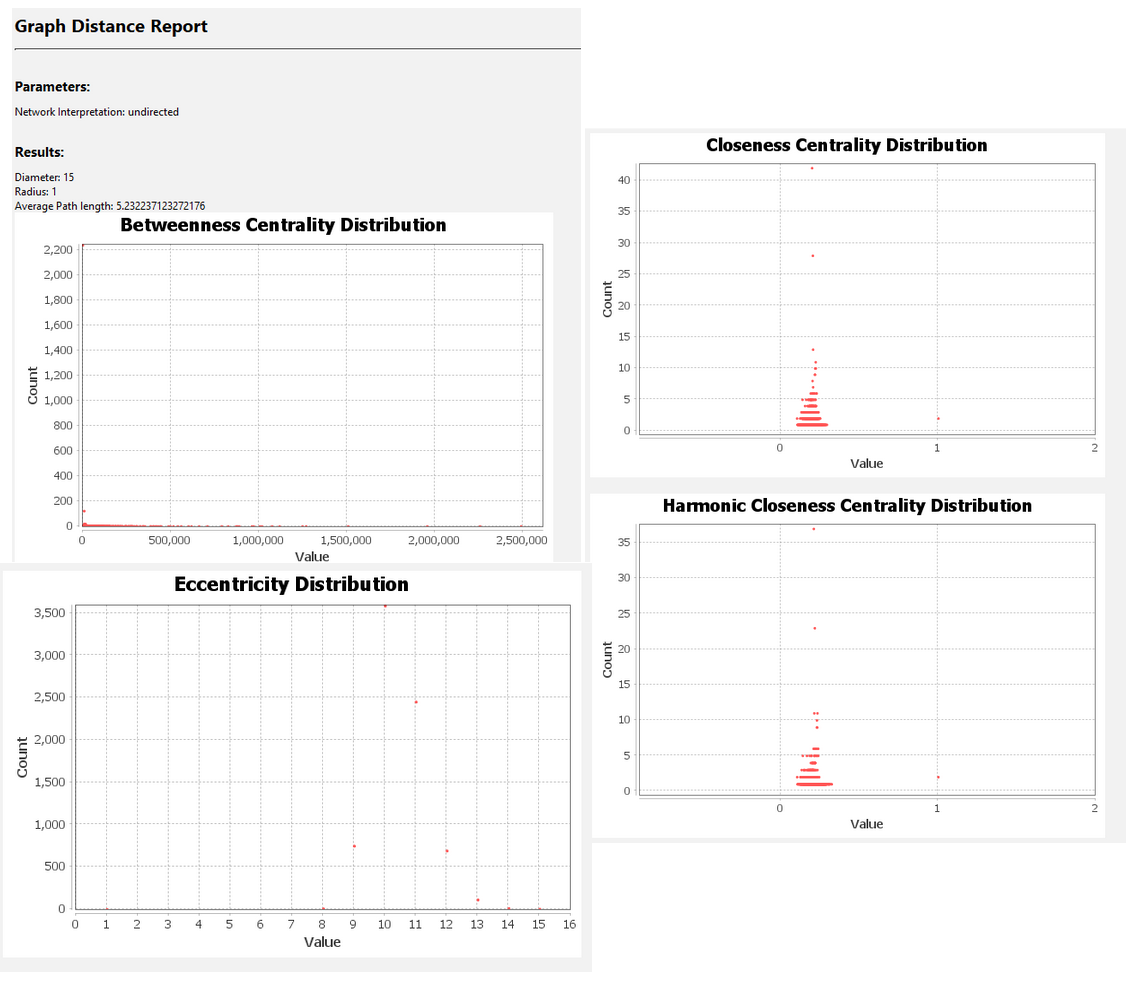 Graph Distance Report
Parameters:
Network Interpretation: undirected
Results:
Diameter: 15
Radius: 1
Average Path length: 5.232237123272176
Betweenness Centrality Distribution
2,200
2,000
1,800
1,600
1,400
1,200
1,000
800
600
400
200
0
Count
0 500,000 1,000,000 1,500,000 2,000,000 2,500,000
Value
Eccentricity Distribution
3,500
3,000
2,500
2,000
1,500
1,000
500
0
Count
0 1 2 3 4 5 6 7 8 9 10 11 12 13 14 15 16
Value
Closeness Centrality Distribution
40
35
30
25
20
15
10
5
0
Count
0 1 2
Value
Harmonic Closeness Centrality Distribution
35
30
25
20
15
10
5
0
Count
0 1 2
Value